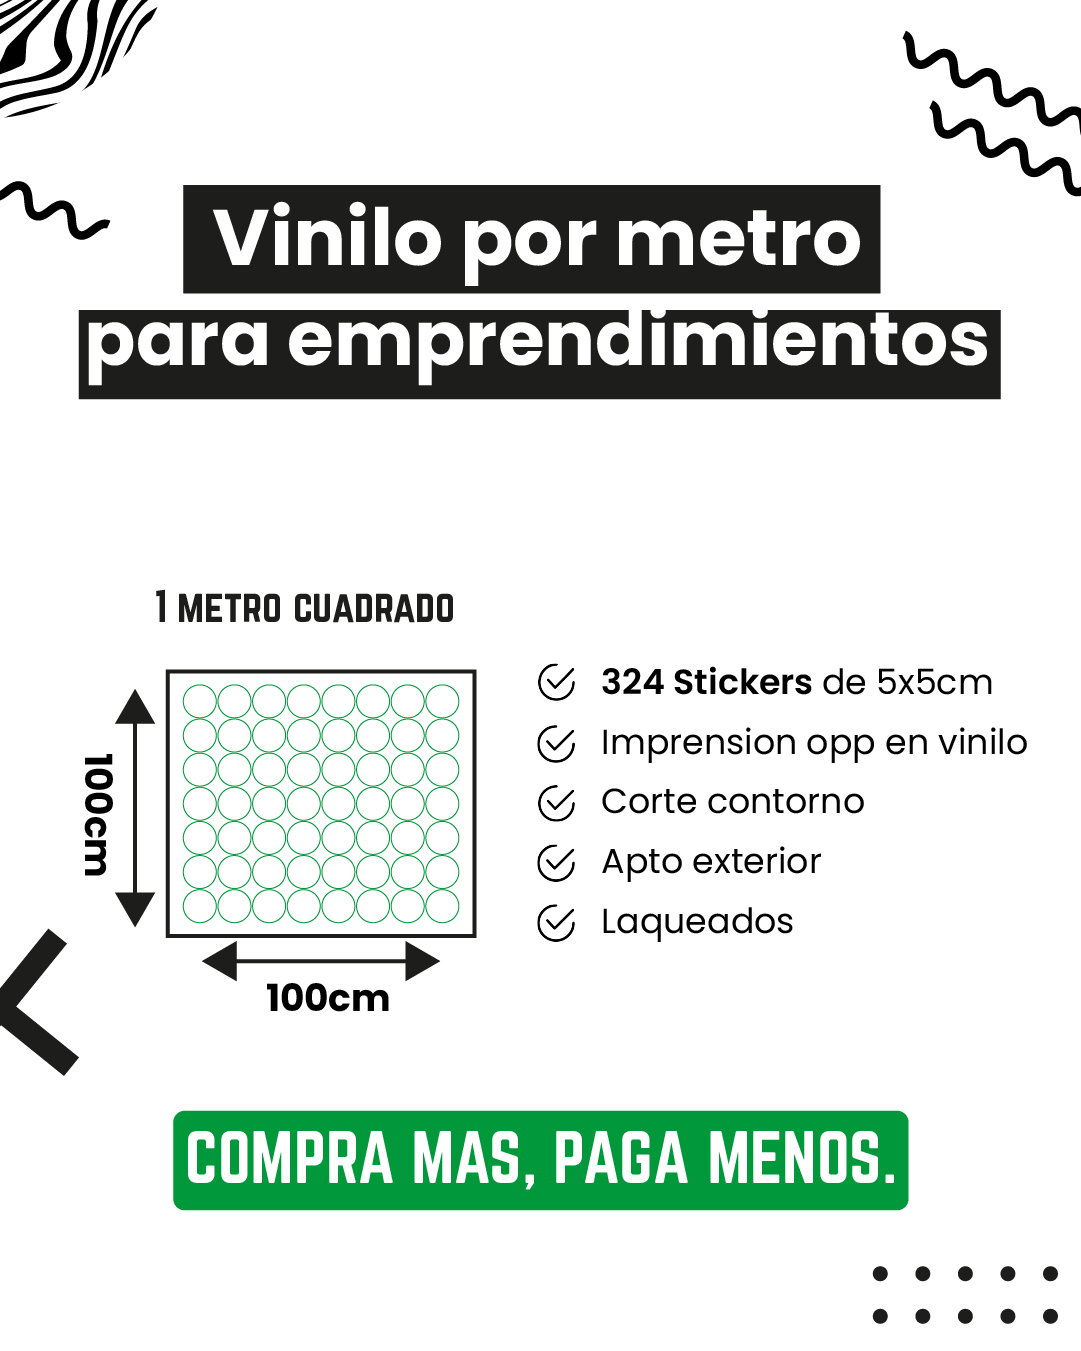 Vinilo por metro
para emprendimientos
1 METRO CUADRADO
324 Stickers de 5x5cm
Imprension opp en vinilo
Corte contorno
Apto exterior
Laqueados
100cm
100cm
COMPRA MAS, PAGA MENOS.